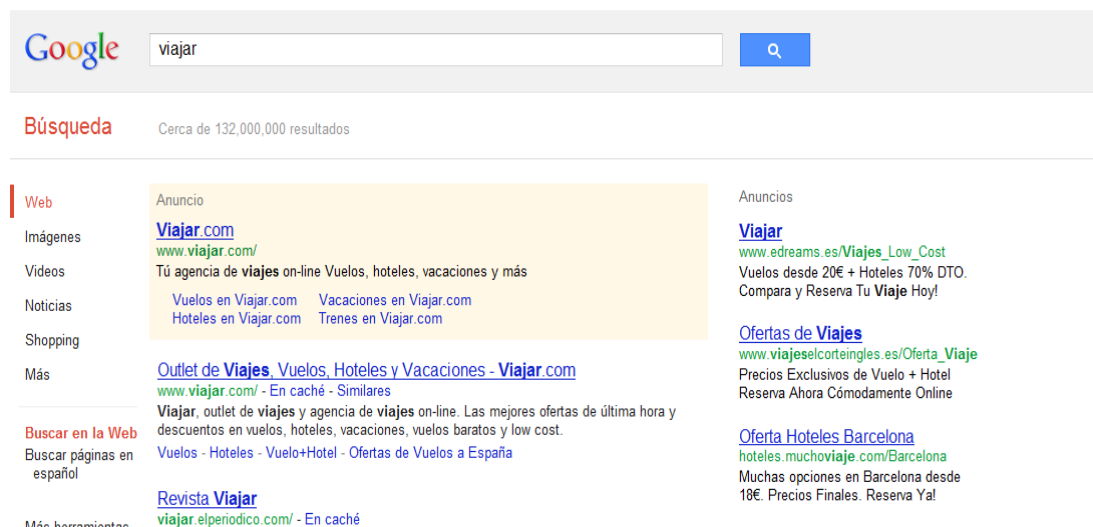 Google
viajar
Búsqueda
Cerca de 132,000,000 resultados
Web
Imágenes
Videos
Noticias
Shopping
Más
Buscar en la Web
Buscar páginas en
español
Más herramientas
Anuncio
Viajar.com
www.viajar.com/
Tú agencia de viajes on-line Vuelos, hoteles, vacaciones y más
Vuelos en Viajar.com Vacaciones en Viajar.com
Hoteles en Viajar.com Trenes en Viajar.com
Outlet de Viajes, Vuelos, Hoteles y Vacaciones - Viajar.com
www.viajar.com/ - En caché - Similares
Viajar, outlet de viajes y agencia de viajes on-line. Las mejores ofertas de última hora y
descuentos en vuelos, hoteles, vacaciones, vuelos baratos y low cost.
Vuelos - Hoteles - Vuelo+Hotel - Ofertas de Vuelos a España
Revista Viajar
viajar.elperiodico.com/ - En caché
Anuncios
Viajar
www.edreams.es/Viajes_Low_Cost
Vuelos desde 20€ + Hoteles 70% DTO.
Compara y Reserva Tu Viaje Hoy!
Ofertas de Viajes
www.viajeselcorteingles.es/Oferta_Viaje
Precios Exclusivos de Vuelo + Hotel
Reserva Ahora Cómodamente Online
Oferta Hoteles Barcelona
hoteles.muchoviaje.com/Barcelona
Muchas opciones en Barcelona desde
18€. Precios Finales. Reserva Ya!